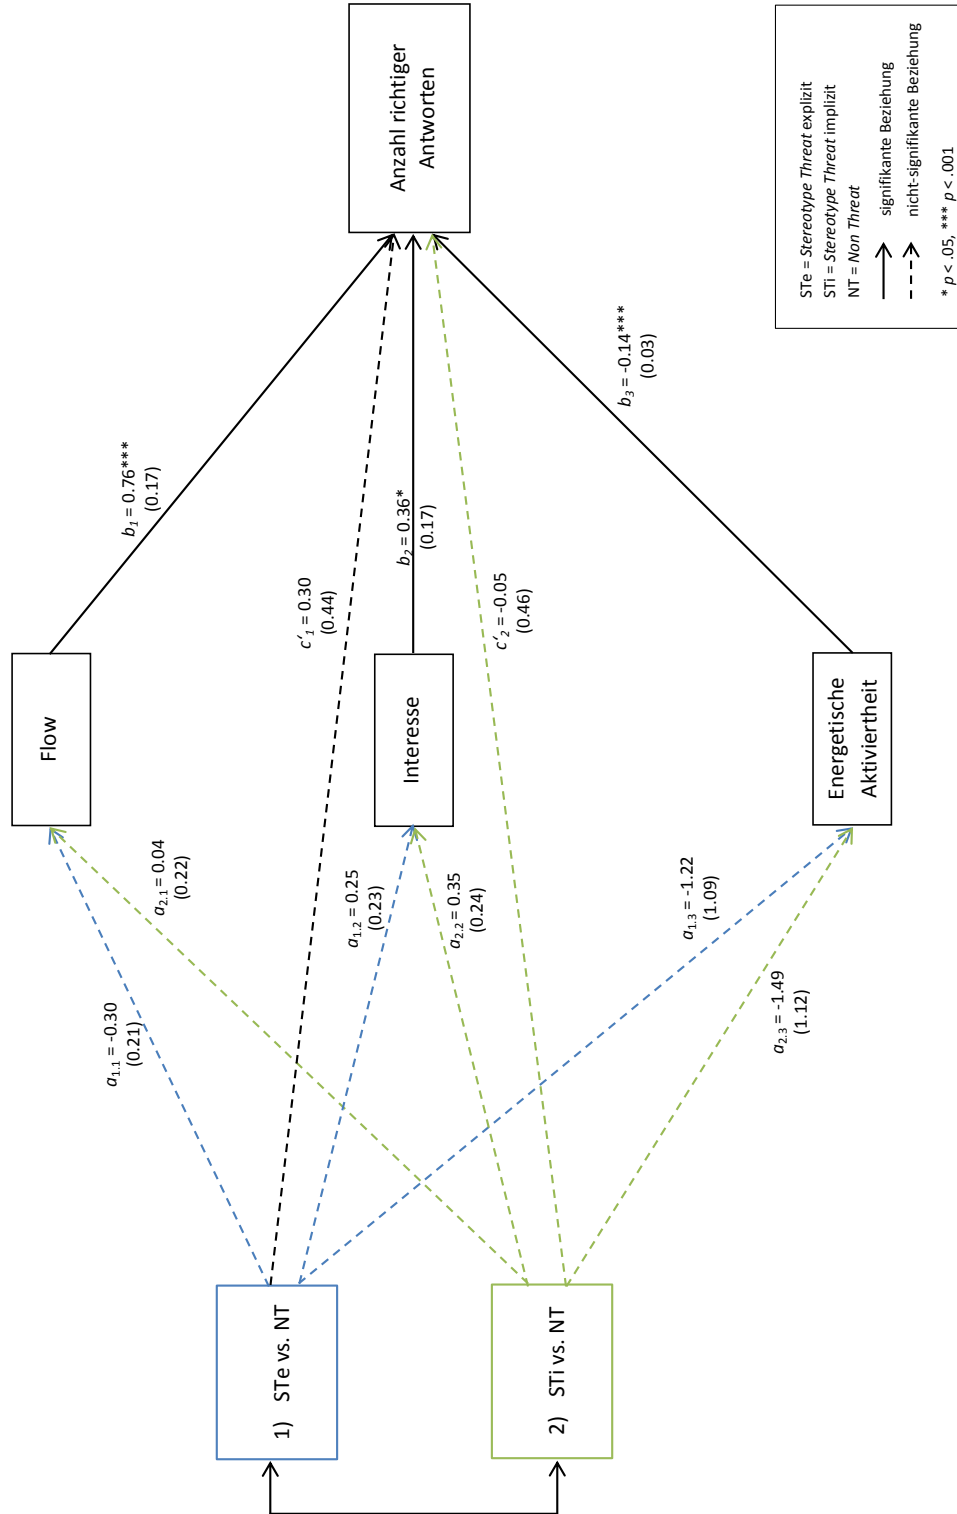 Flow
a1.1 = -0.30
(0.21)
a2.1 = 0.04
(0.22)
b1 = 0.76***
(0.17)
1) STe vs. NT
c'1 = 0.30
(0.44)
a1.2 = 0.25
(0.23)
Interesse
b2 = 0.36*
(0.17)
Anzahl richtiger
Antworten
a2.2 = 0.35
(0.24)
c'2 = -0.05
(0.46)
2) STi vs. NT
a1.3 = -1.22
(1.09)
a2.3 = -1.49
(1.12)
b3 = -0.14***
(0.03)
Energetische
Aktiviertheit
STe = Stereotype Threat explizit
STi = Stereotype Threat implizit
NT = Non Threat
signifikante Beziehung
nicht-signifikante Beziehung
* p < .05, *** p < .001